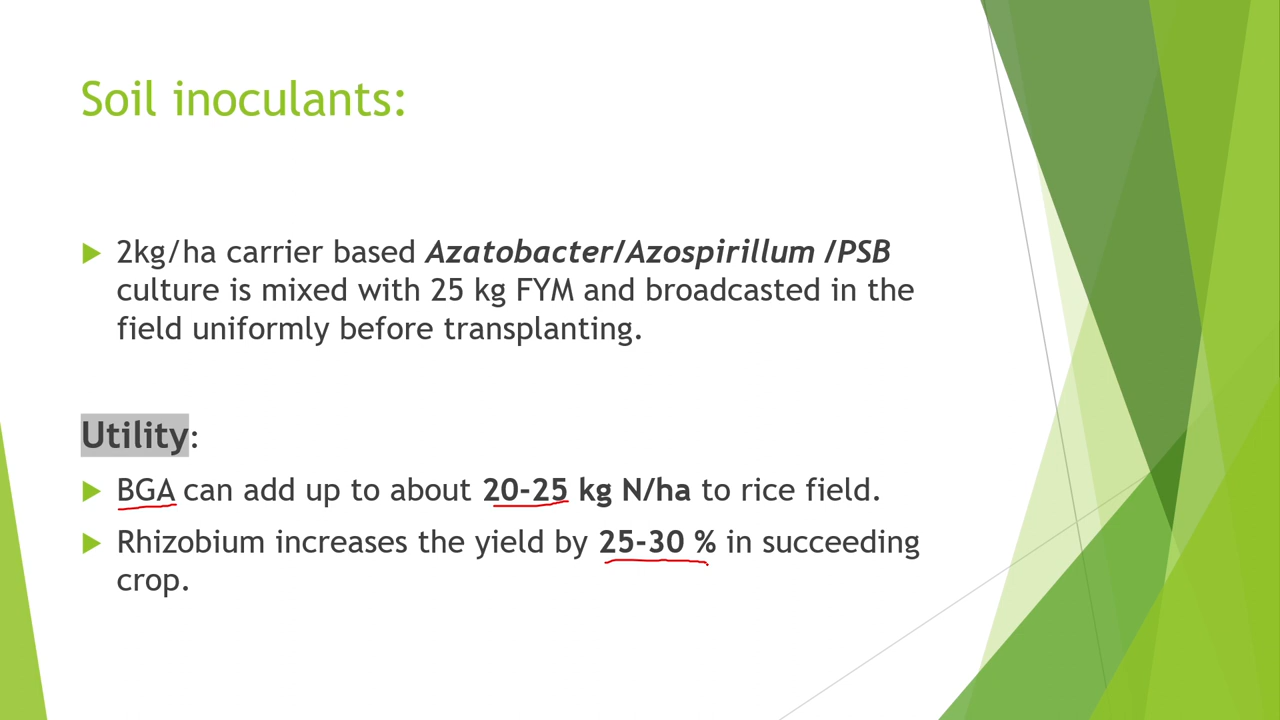 Soil inoculants:
2kg/ha carrier based Azatobacter/Azospirillum /PSB
culture is mixed with 25 kg FYM and broadcasted in the
field uniformly before transplanting.
Utility:
BGA can add up to about 20-25 kg N/ha to rice field.
Rhizobium increases the yield by 25-30 % in succeeding
crop.